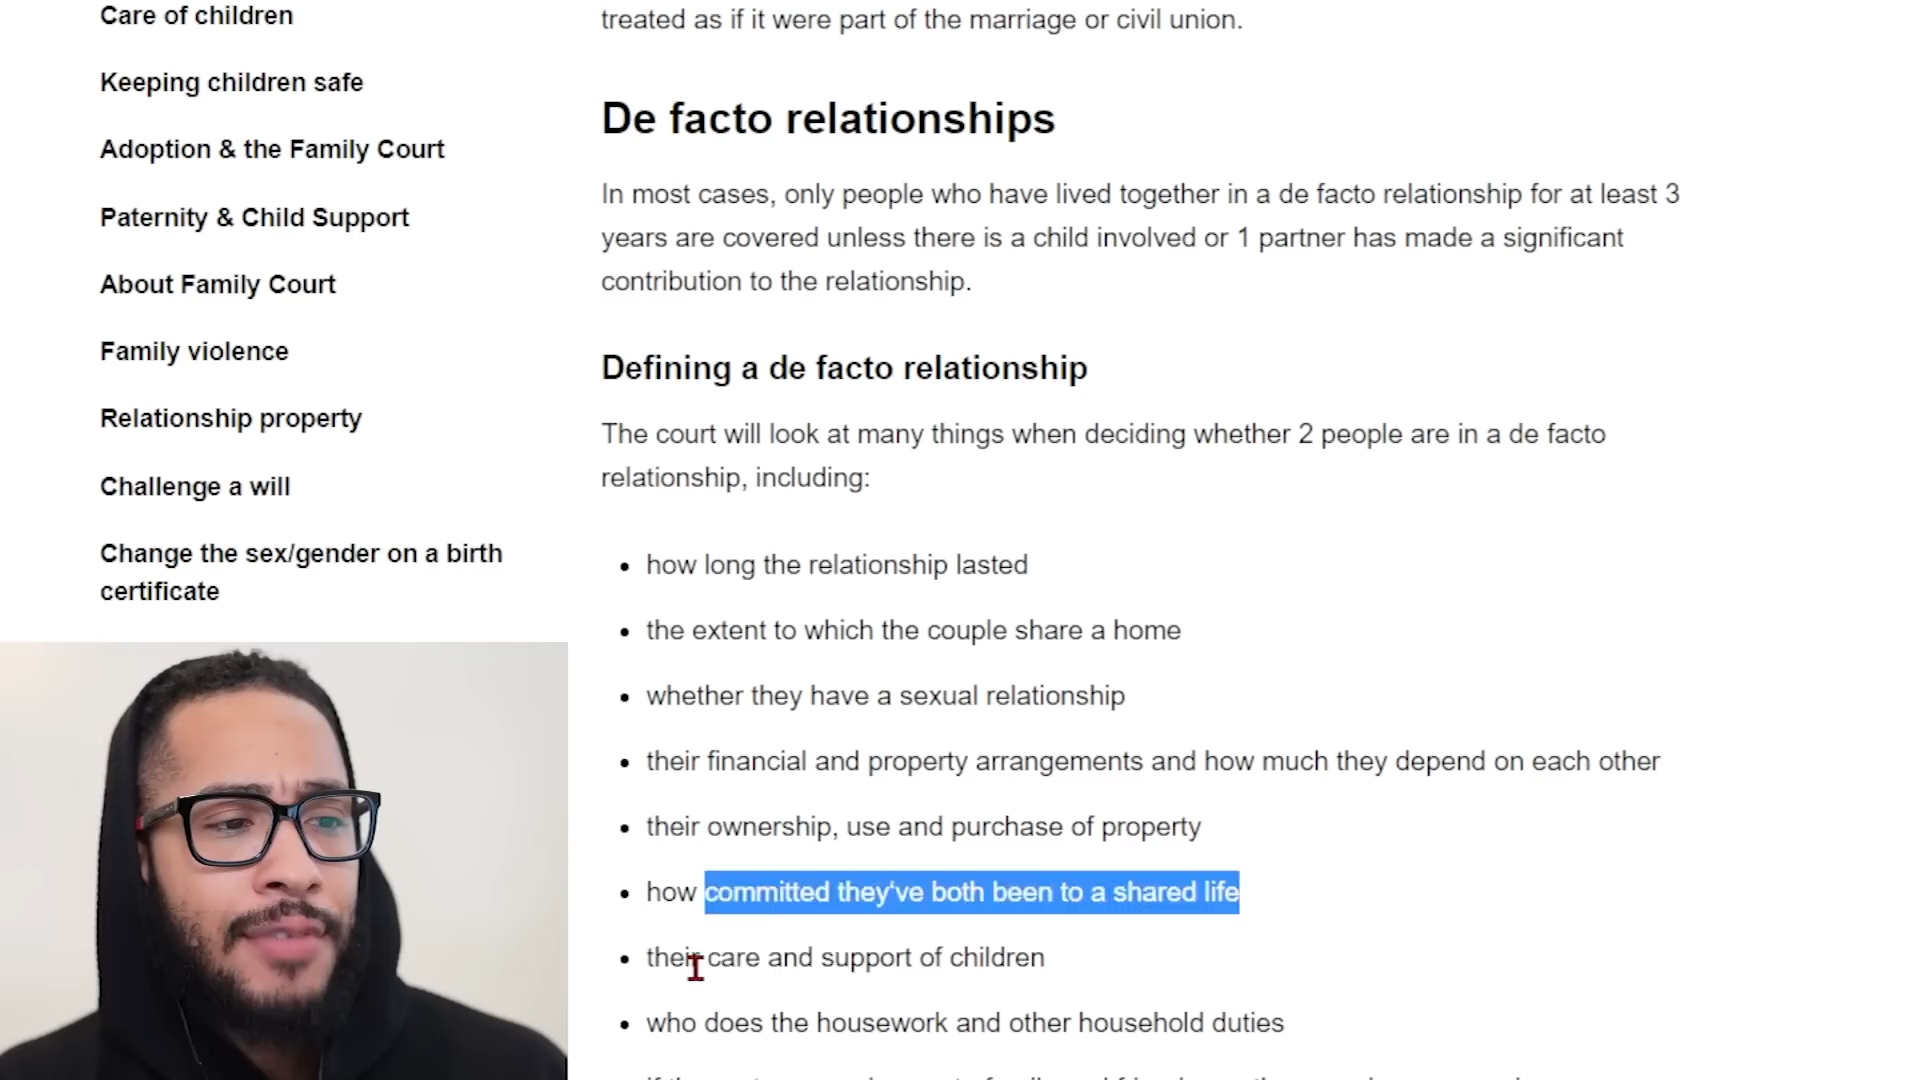 Care of children
Keeping children safe
Adoption & the Family Court
Paternity & Child Support
About Family Court
Family violence
Relationship property
Challenge a will
Change the sex/gender on a birth
certificate
treated as if it were part of the marriage or civil union.
De facto relationships
In most cases, only people who have lived together in a de facto relationship for at least 3
years are covered unless there is a child involved or 1 partner has made a significant
contribution to the relationship.
Defining a de facto relationship
The court will look at many things when deciding whether 2 people are in a de facto
relationship, including:
how long the relationship lasted
the extent to which the couple share a home
whether they have a sexual relationship
their financial and property arrangements and how much they depend on each other
their ownership, use and purchase of property
how committed they've both been to a shared life
their care and support of children
who does the housework and other household duties